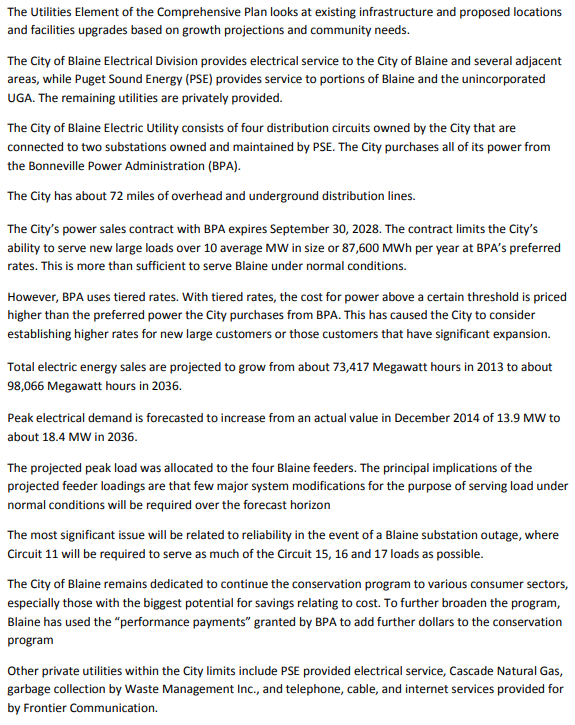 The Utilities Element of the Comprehensive Plan looks at existing infrastructure and proposed locations
and facilities upgrades based on growth projections and community needs.
The City of Blaine Electrical Division provides electrical service to the City of Blaine and several adjacent
areas, while Puget Sound Energy (PSE) provides service to portions of Blaine and the unincorporated
UGA. The remaining utilities are privately provided.
The City of Blaine Electric Utility consists of four distribution circuits owned by the City that are
connected to two substations owned and maintained by PSE. The City purchases all of its power from
the Bonneville Power Administration (BPA).
The City has about 72 miles of overhead and underground distribution lines.
The City's power sales contract with BPA expires September 30, 2028. The contract limits the City's
ability to serve new large loads over 10 average MW in size or 87,600 MWh per year at BPA's preferred
rates. This is more than sufficient to serve Blaine under normal conditions.
However, BPA uses tiered rates. With tiered rates, the cost for power above a certain threshold is priced
higher than the preferred power the City purchases from BPA. This has caused the City to consider
establishing higher rates for new large customers or those customers that have significant expansion.
Total electric energy sales are projected to grow from about 73,417 Megawatt hours in 2013 to about
98,066 Megawatt hours in 2036.
Peak electrical demand is forecasted to increase from an actual value in December 2014 of 13.9 MW to
about 18.4 MW in 2036.
The projected peak load was allocated to the four Blaine feeders. The principal implications of the
projected feeder loadings are that few major system modifications for the purpose of serving load under
normal conditions will be required over the forecast horizon
The most significant issue will be related to reliability in the event of a Blaine substation outage, where
Circuit 11 will be required to serve as much of the Circuit 15, 16 and 17 loads as possible.
The City of Blaine remains dedicated to continue the conservation program to various consumer sectors,
especially those with the biggest potential for savings relating to cost. To further broaden the program,
Blaine has used the "performance payments" granted by BPA to add further dollars to the conservation
program
Other private utilities within the City limits include PSE provided electrical service, Cascade Natural Gas,
garbage collection by Waste Management Inc., and telephone, cable, and internet services provided for
by Frontier Communication.